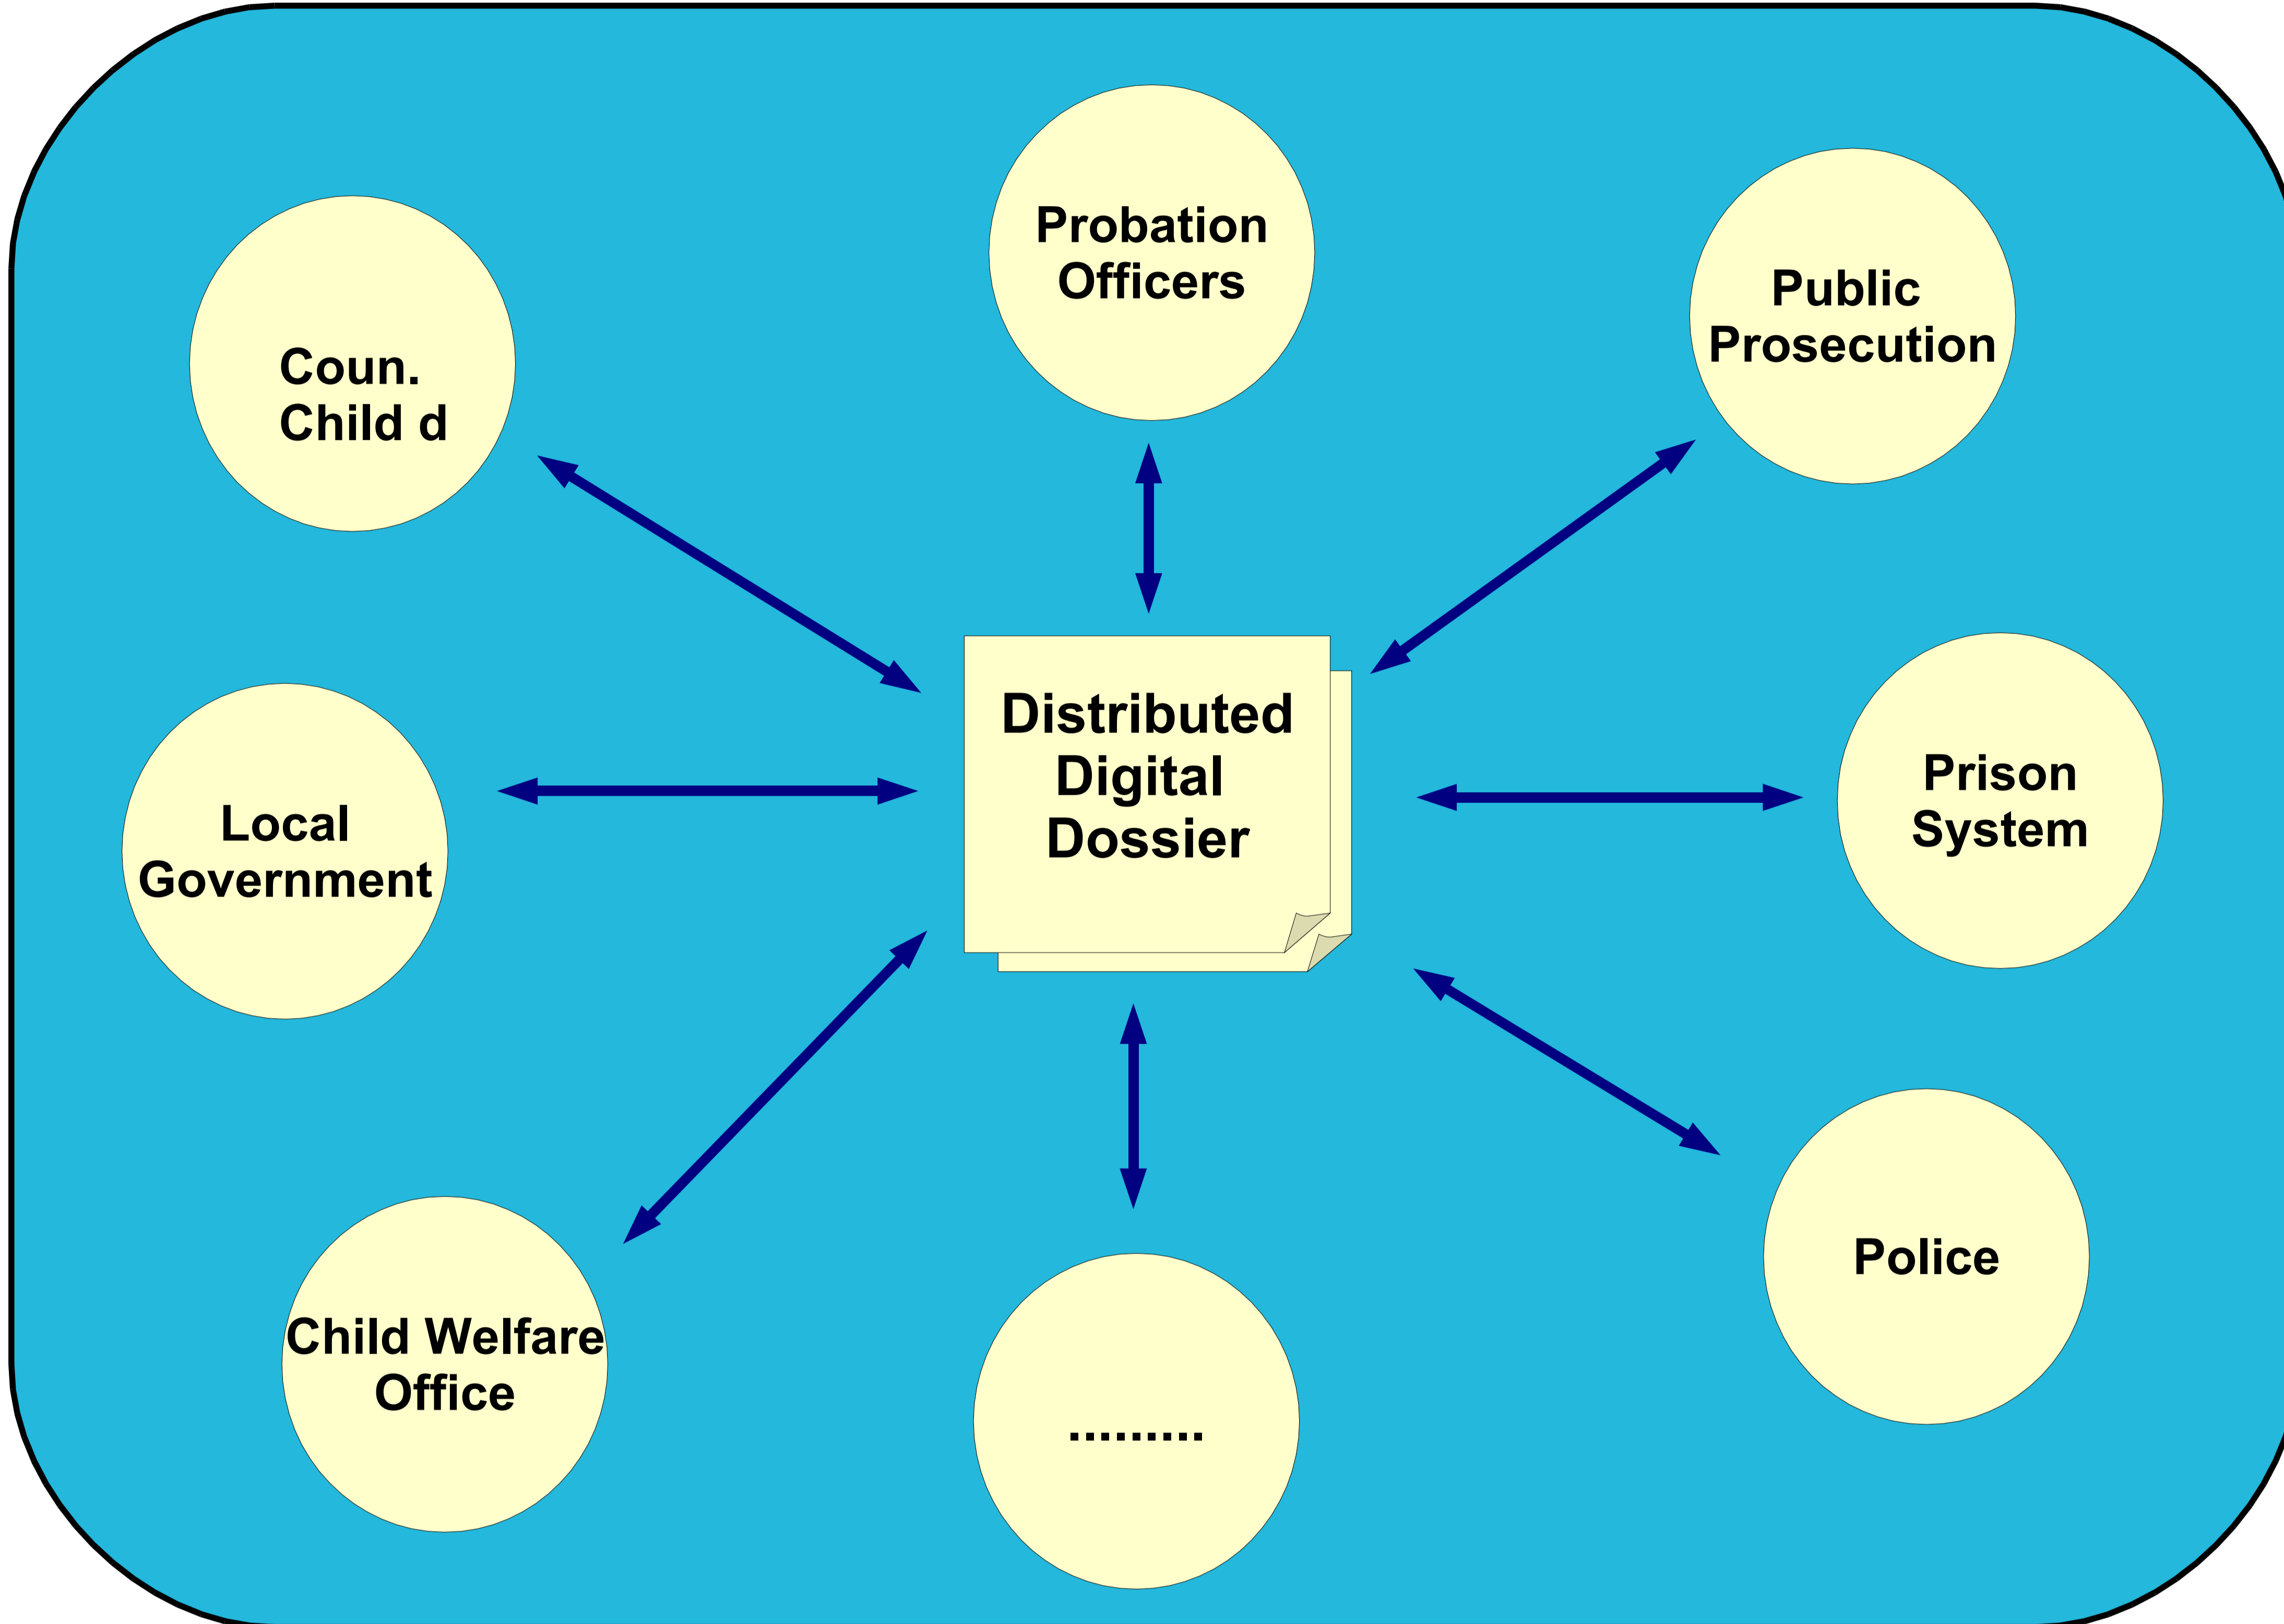 Probation
Officers
Public
Prosecution
Coun.
Child d
Distributed
Digital
Dossier
Prison
System
Local
Government
Police
Child Welfare
Office
.........